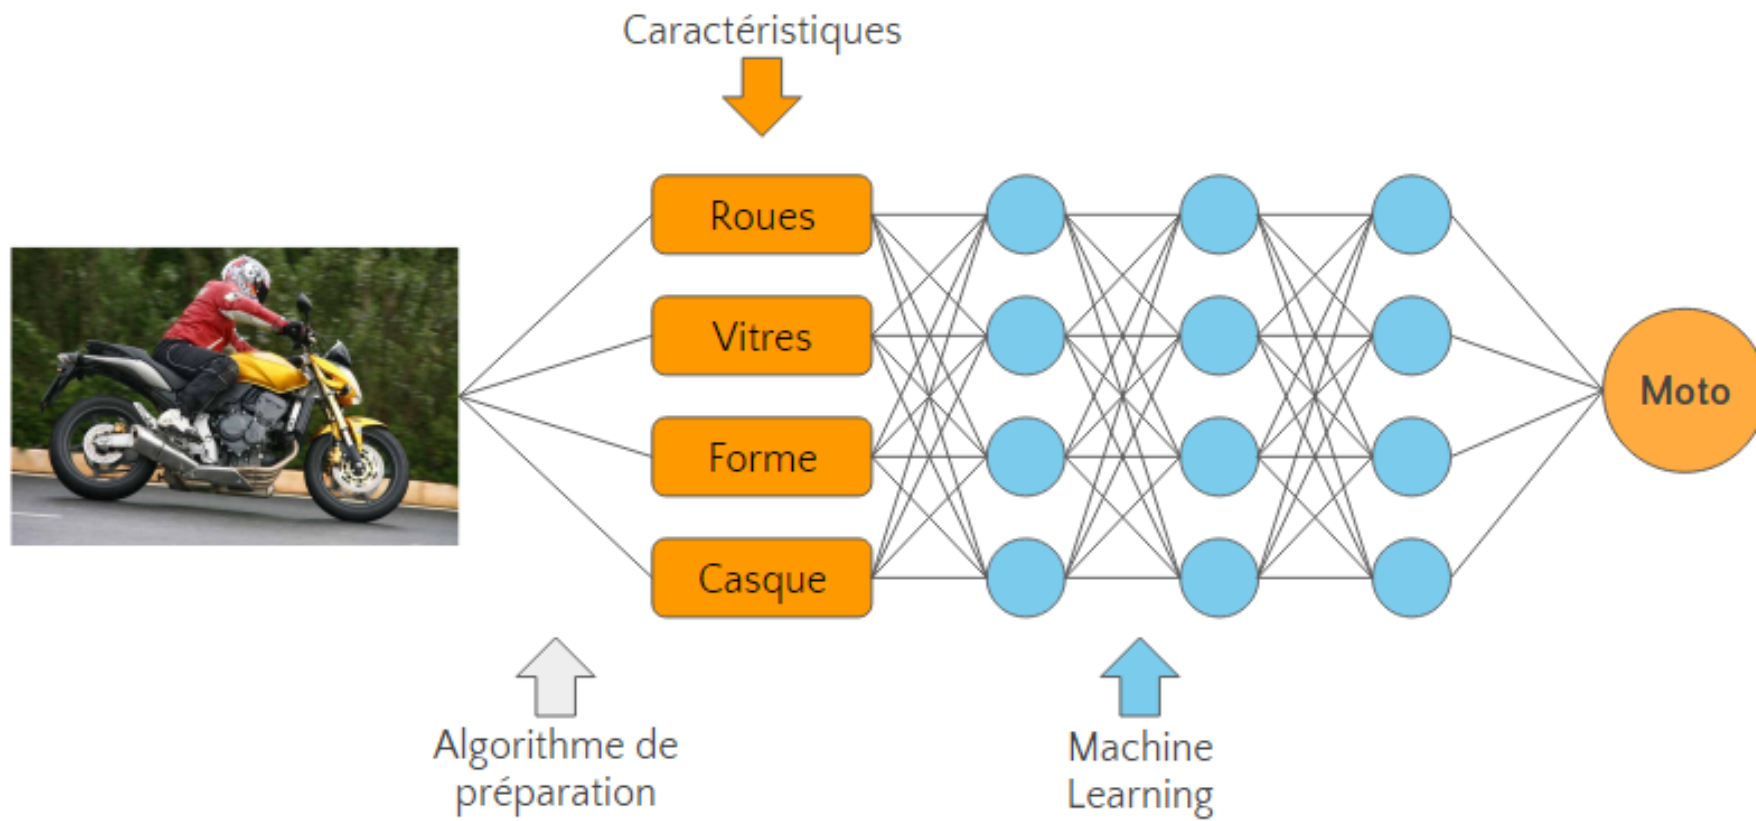 Caractéristiques
Roues
Vitres
Forme
Casque
Moto
Algorithme de
préparation
Machine
Learning